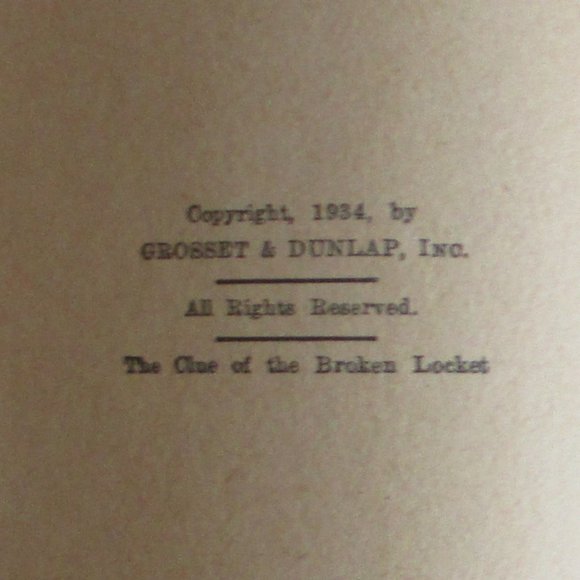 Copyright, 1934, by
GROSSET & DUNLAP, INC.
All Rights Reserved.
The Clue of the Broken Locket